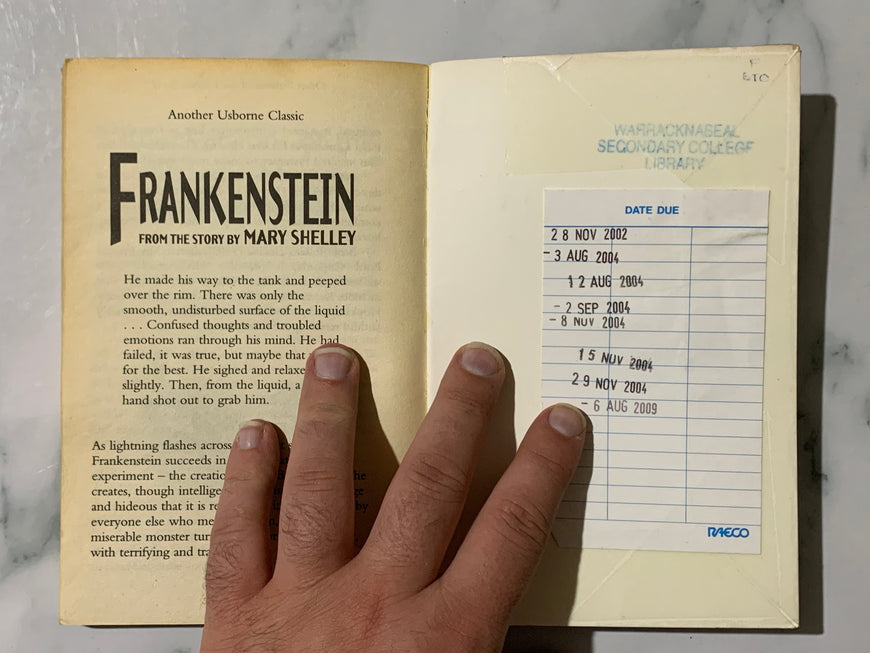 Another Usborne Classic
FRANKENSTEIN
FROM THE STORY BY MARY SHELLEY
He made his way to the tank and peeped
over the rim. There was only the
smooth, undisturbed surface of the liquid
. . . Confused thoughts and troubled
emotions ran through his mind. He had
failed, it was true, but maybe that
for the best. He sighed and relaxe
slightly. Then, from the liquid, a
hand shot out to grab him.
As lightning flashes across
Frankenstein succeeds in
experiment – the creatio he
creates, though intellige ge
and hideous that it is re by
everyone else who me
miserable monster tur
with terrifying and tra
F
WARRACKNABEAL
SECONDARY COLLEGE
LIBRARY
DATE DUE
28 NOV 2002
-3 AUG 2004
12 AUG 2004
-2 SEP 2004
-8 NOV 2004
15 NOV 2004
29 NOV 2004
-6 AUG 2009
RAECO